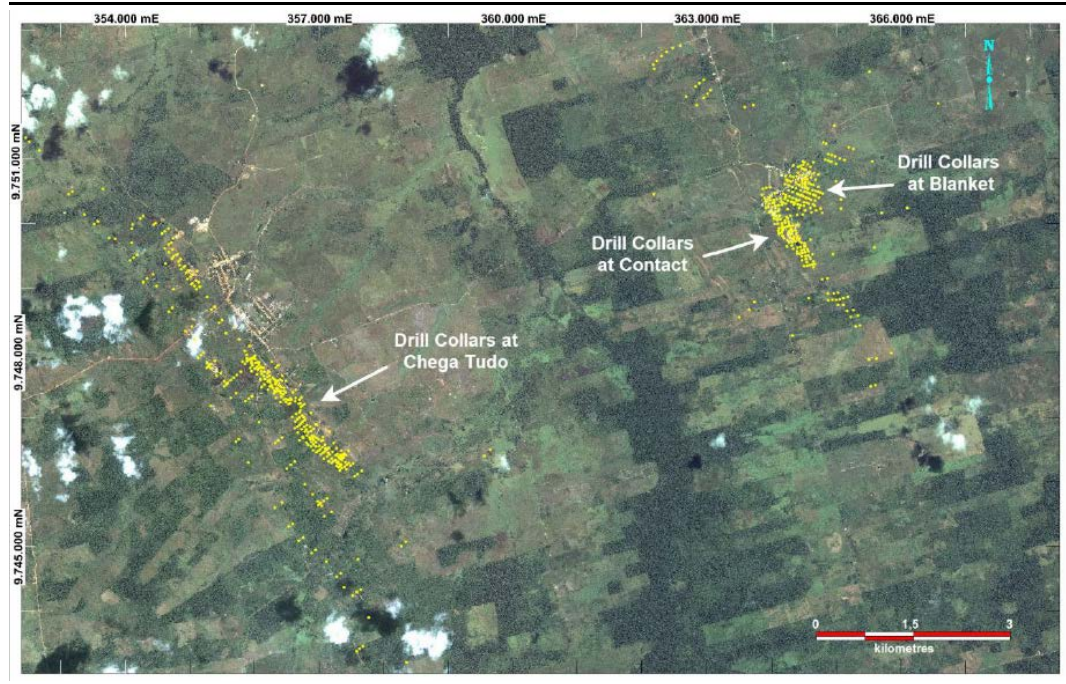 354.000 mE
357.000 mE
360.000 mE
363.000 mE
366.000 mE
N
9.751.000 mN
Drill Collars
at Blanket
Drill Collars
at Contact
9.748.000 mN
Drill Collars at
Chega Tudo
9.745.000 mN
0 1,5 3
kilometres